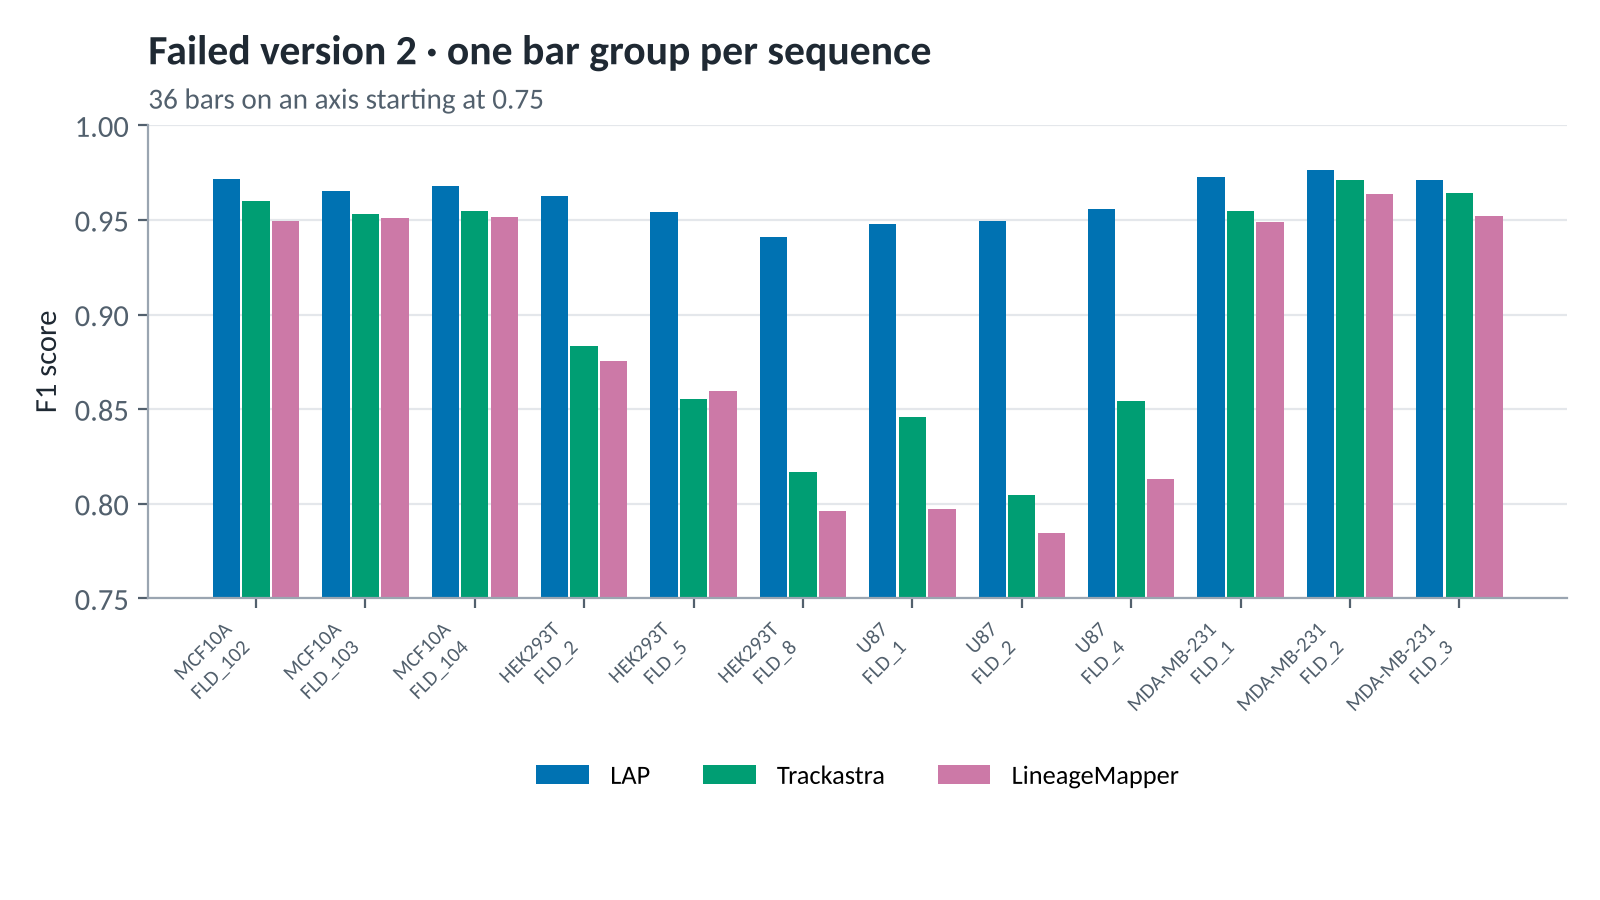 Failed version 2 · one bar group per sequence
36 bars on an axis starting at 0.75
1.00
0.95
0.90
0.85
0.80
0.75
F1 score
MCF10A
FLD_102
MCF10A
FLD_103
MCF10A
FLD_104
HEK293T
FLD_2
HEK293T
FLD_5
HEK293T
FLD_8
U87
FLD_1
U87
FLD_2
U87
FLD_4
MDA-MB-231
FLD_1
MDA-MB-231
FLD_2
MDA-MB-231
FLD_3
LAP
Trackastra
LineageMapper